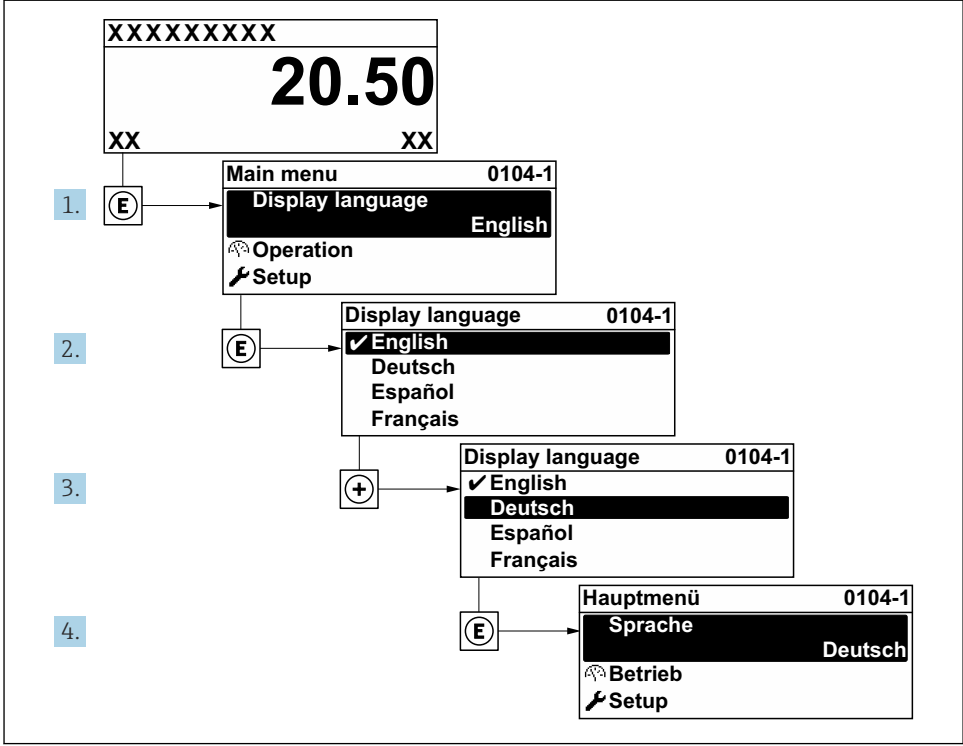 XXXXXXXXX
20.50
XX XX
1.
E
Main menu 0104-1
Display language
English
Operation
Setup
2.
E
Display language 0104-1
✔ English
Deutsch
Español
Français
3.
+
Display language 0104-1
✔ English
Deutsch
Español
Français
4.
E
Hauptmenü 0104-1
Sprache
Deutsch
Betrieb
Setup